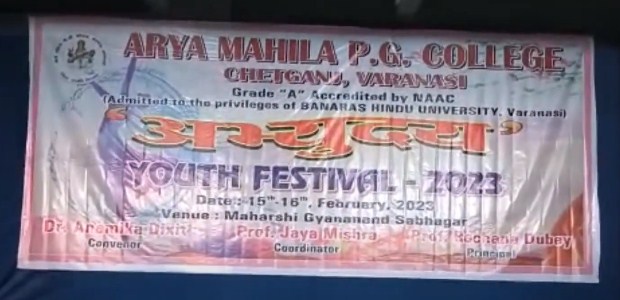 ARYA MAHILA P.G. COLLEGE
CHETGANJ, VARANASI
Grade "A" Accredited by NAAC
(Admitted to the privileges of BANARAS HINDU UNIVERSITY, Varanasi)
'अभ्युदय'
YOUTH FESTIVAL - 2023
Date : 15th-16th, February, 2023
Venue : Maharshi Gyananand Sabhagar
Dr. Anamika Dixit Prof. Jaya Mishra Prof. Rachana Dubey
Convenor Coordinator Principal